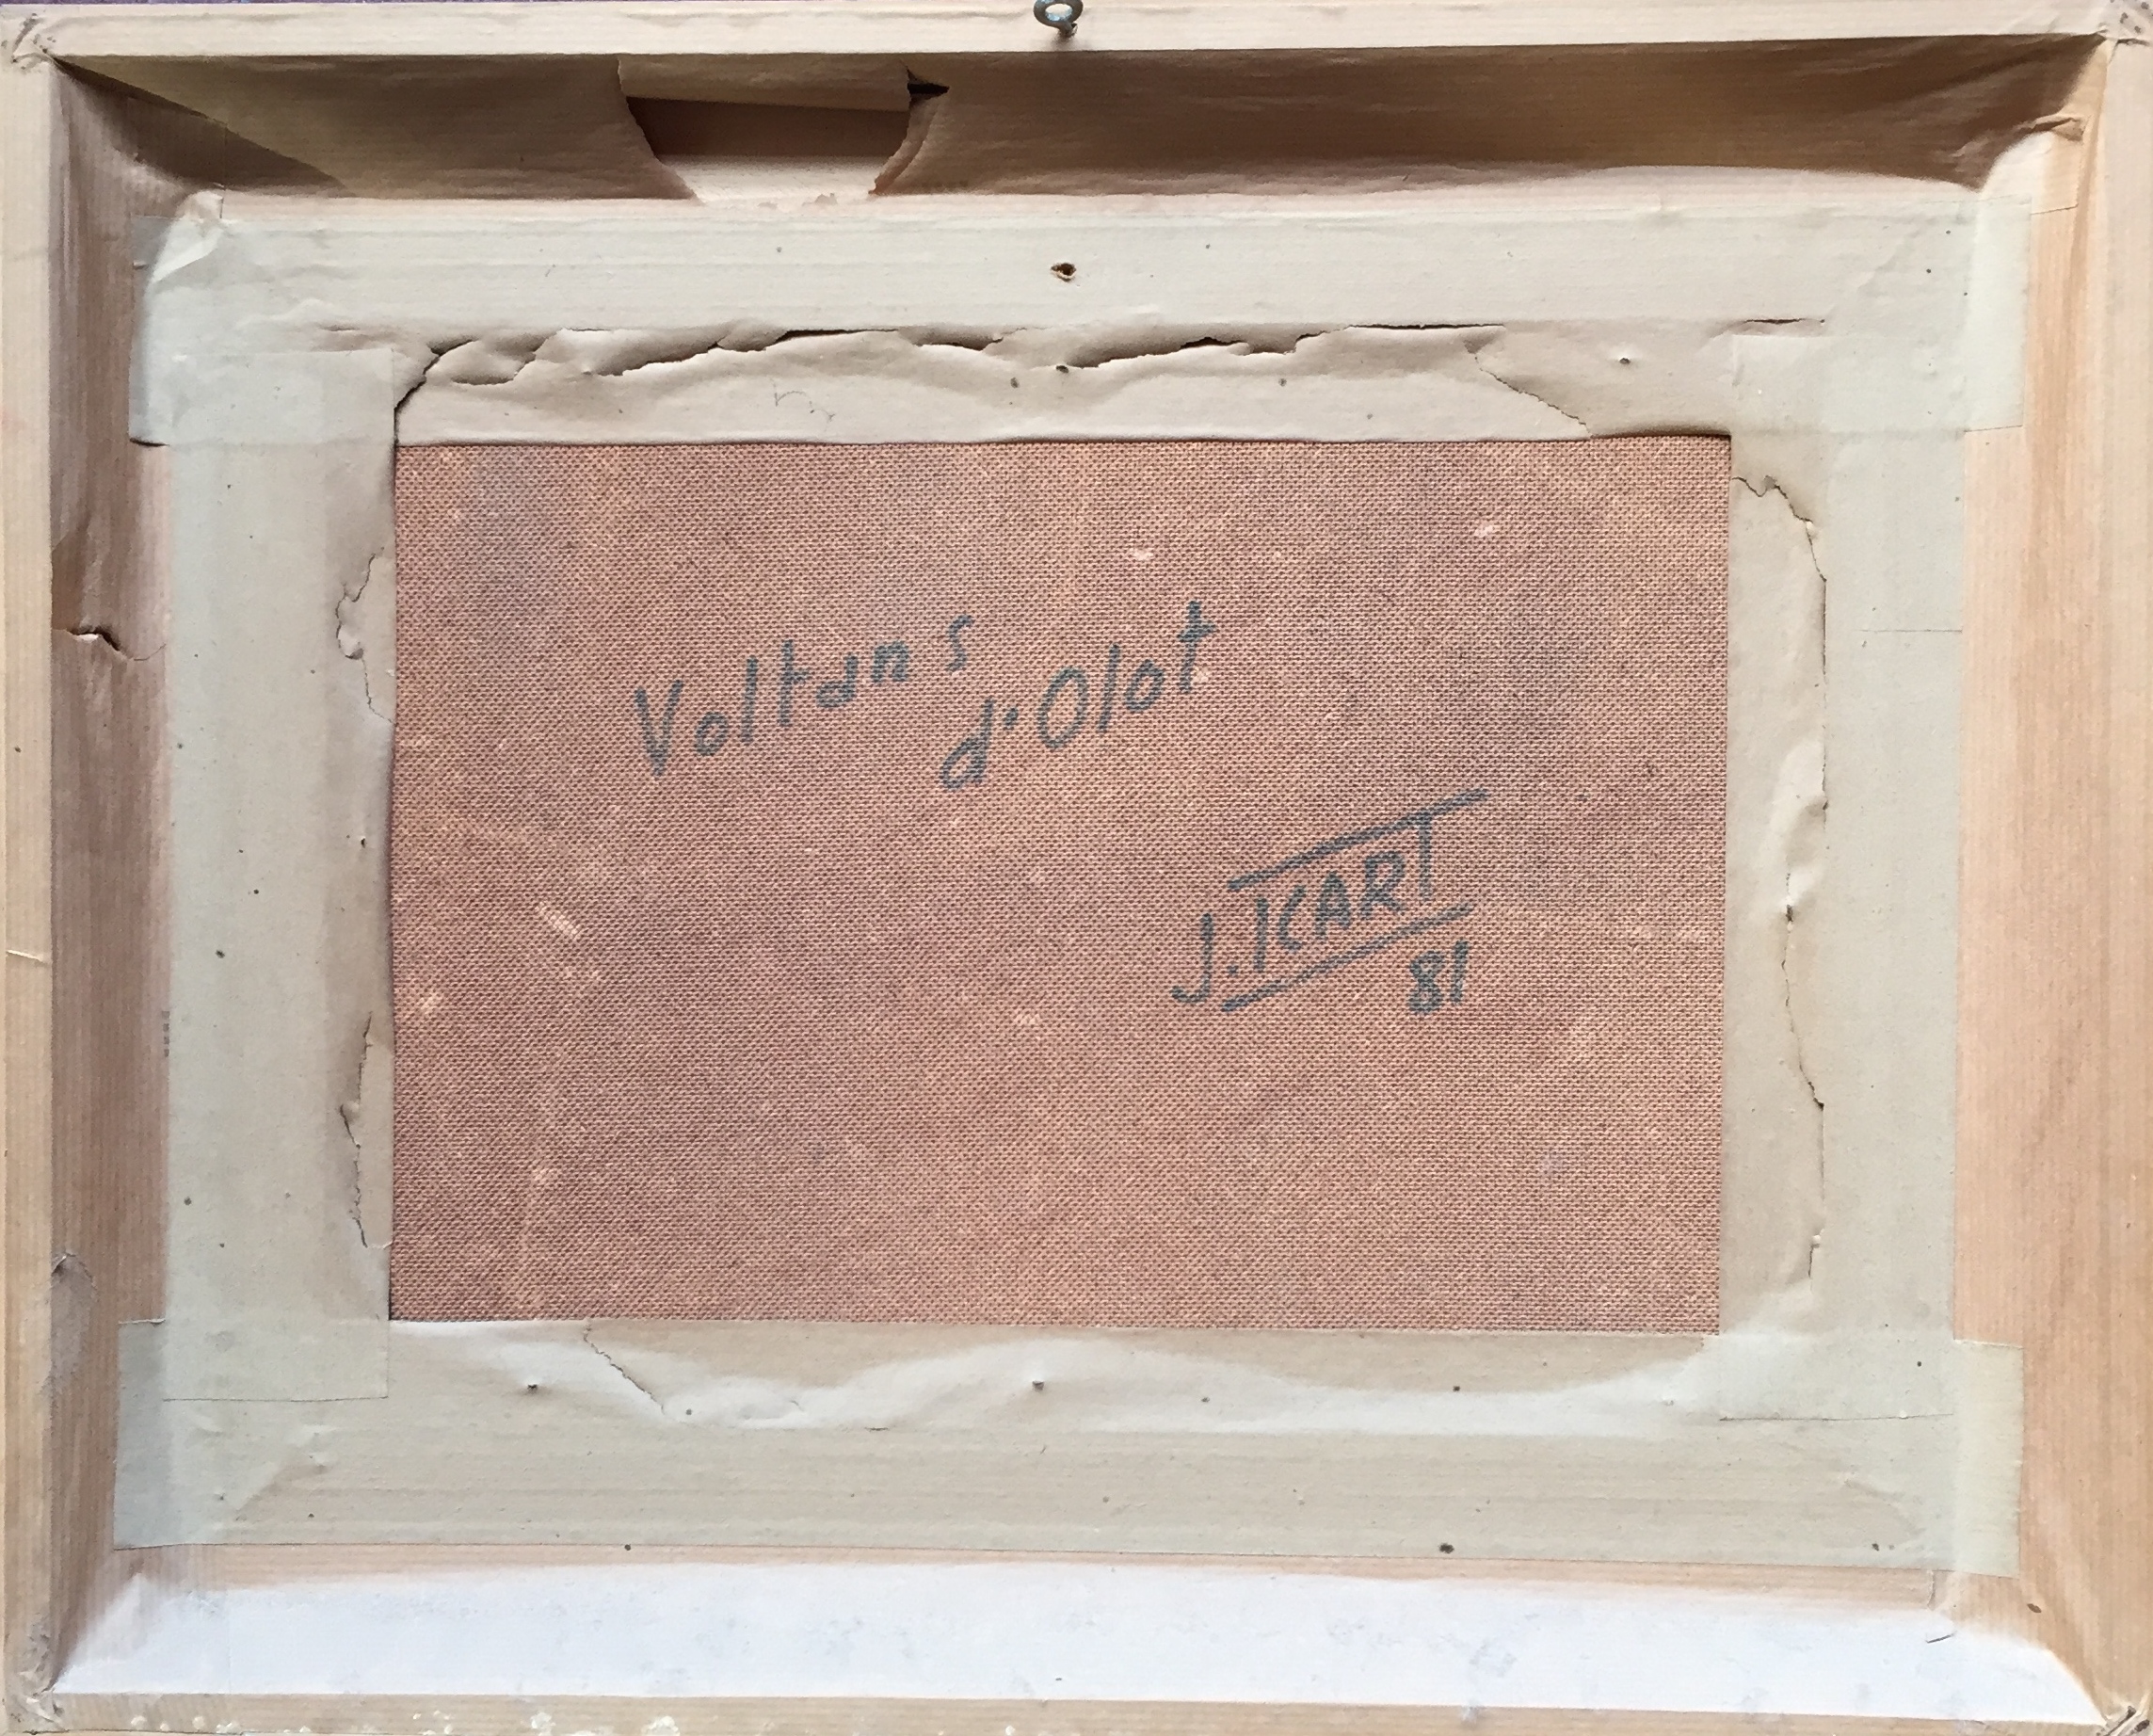 Voltans
d'Olot
J. ICART
81